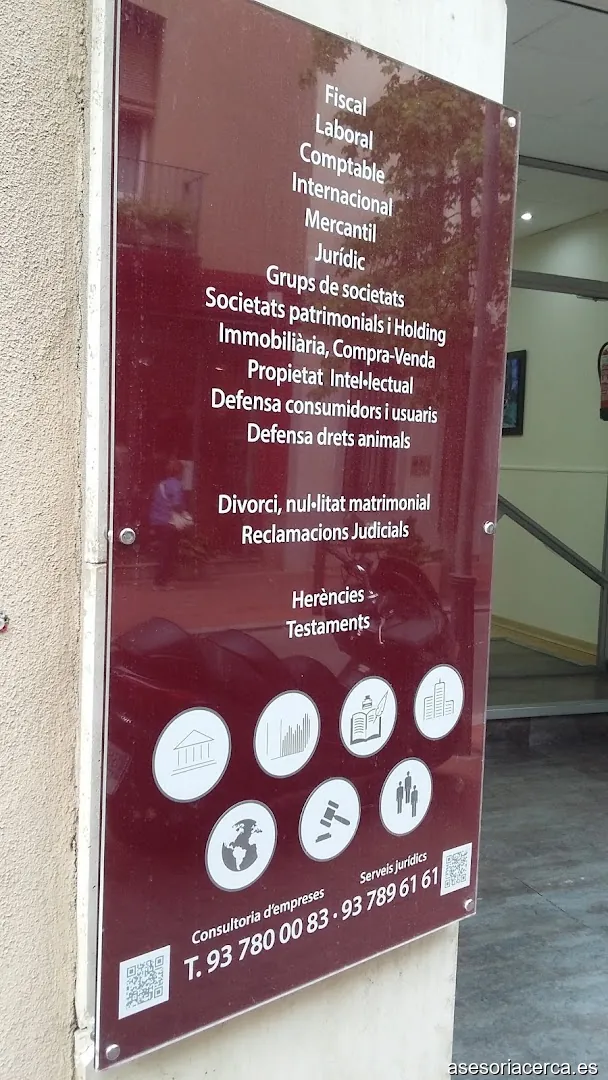 Fiscal
Laboral
Comptable
Internacional
Mercantil
Jurídic
Grups de societats
Societats patrimonials i Holding
Immobiliària, Compra-Venda
Propietat Intel·lectual
Defensa consumidors i usuaris
Defensa drets animals
Divorci, nul·litat matrimonial
Reclamacions Judicials
Herències
Testaments
Consultoria d'empreses Serveis jurídics
T. 93 780 00 83 · 93 789 61 61
asesoriacerca.es